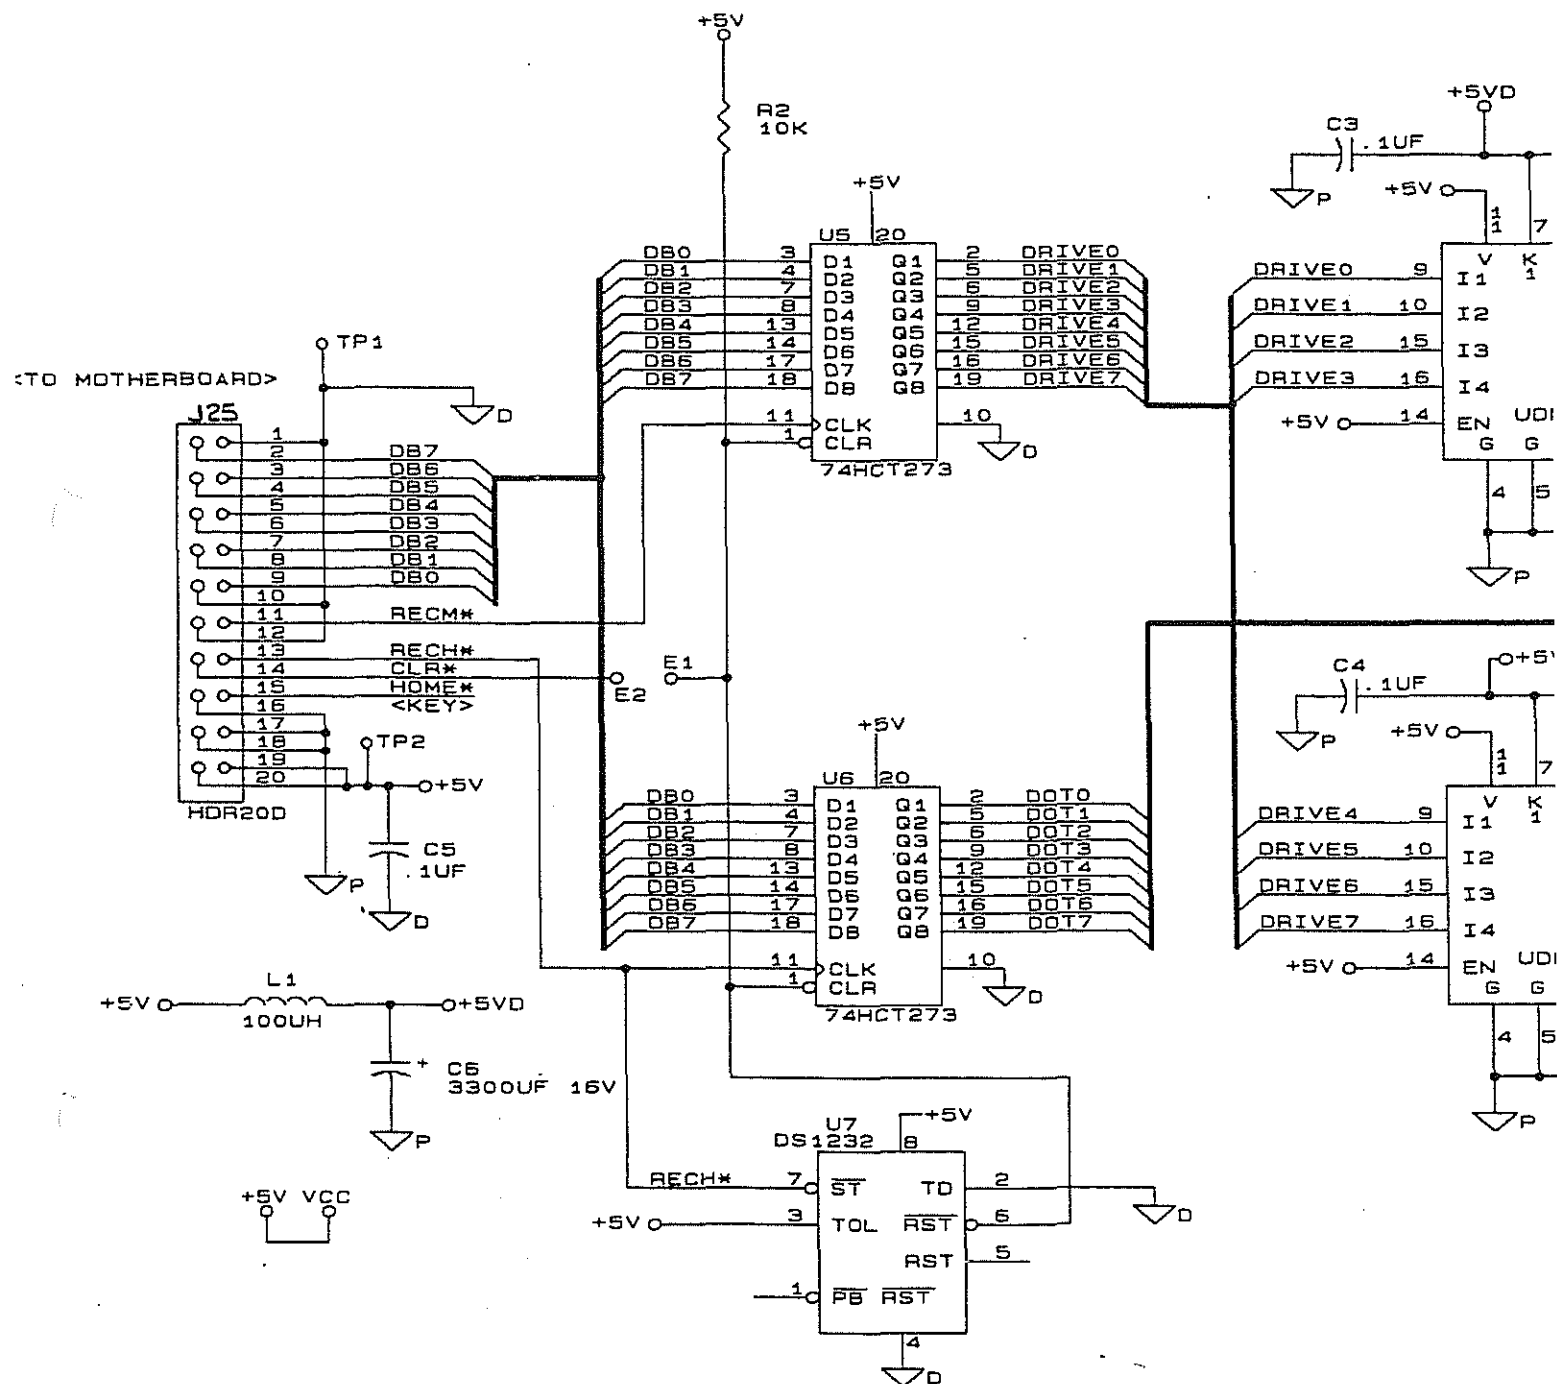 +5V
R2
10K
+5V
U5
20
DB0 3 D1 Q1 2 DRIVE0
DB1 4 D2 Q2 5 DRIVE1
DB2 7 D3 Q3 6 DRIVE2
DB3 8 D4 Q4 9 DRIVE3
DB4 13 D5 Q5 12 DRIVE4
DB5 14 D6 Q6 15 DRIVE5
DB6 17 D7 Q7 16 DRIVE6
DB7 18 D8 Q8 19 DRIVE7
11 CLK 10
1 CLR D
74HCT273
+5VD
C3
.1UF
P
+5V
11 7
V K1
DRIVE0 9 I1
DRIVE1 10 I2
DRIVE2 15 I3
DRIVE3 16 I4
+5V 14 EN UD
G G
4 5
P
TP1
<TO MOTHERBOARD>
D
J25
1
2 DB7
3 DB6
4 DB5
5 DB4
6 DB3
7 DB2
8 DB1
9 DB0
10
11 RECM*
12
13 RECH*
14 CLR*
15 HOME*
16 <KEY>
17
18
19
20
HDR20D
E1
E2
TP2
+5V
C5
.1UF
P
D
+5V
U6
20
DB0 3 D1 Q1 2 DOT0
DB1 4 D2 Q2 5 DOT1
DB2 7 D3 Q3 6 DOT2
DB3 8 D4 Q4 9 DOT3
DB4 13 D5 Q5 12 DOT4
DB5 14 D6 Q6 15 DOT5
DB6 17 D7 Q7 16 DOT6
DB7 18 D8 Q8 19 DOT7
11 CLK 10
1 CLR D
74HCT273
+5
C4
.1UF
P
+5V
11 7
V K1
DRIVE4 9 I1
DRIVE5 10 I2
DRIVE6 15 I3
DRIVE7 16 I4
+5V 14 EN UD
G G
4 5
P
L1
+5V +5VD
100UH
C6
+
3300UF 16V
P
+5V VCC
U7
DS1232
8
+5V
RECH* 7 ST TD 2
D
+5V 3 TOL RST 6
RST 5
1 PB RST
4
D